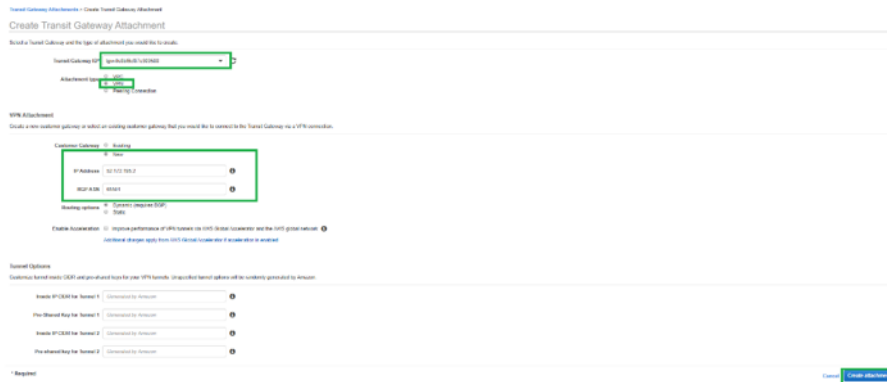 Transit Gateway Attachments > Create Transit Gateway Attachment
Create Transit Gateway Attachment
Select a Transit Gateway and the type of attachment you would like to create.
Transit Gateway ID*
Attachment type
VPC
VPN
Peering Connection
VPN Attachment
Create a new customer gateway or select an existing customer gateway that you would like to connect to the Transit Gateway via a VPN connection.
Customer Gateway
Existing
New
IP Address
BGP ASN
Routing options
Dynamic (requires BGP)
Static
Enable Acceleration
Improve performance of VPN tunnels via AWS Global Accelerator and the AWS global network
Additional charges apply from AWS Global Accelerator if acceleration is enabled
Tunnel Options
Customize tunnel inside CIDR and pre-shared keys for your VPN tunnels. Unspecified tunnel options will be randomly generated by Amazon.
Inside IP CIDR for Tunnel 1 Generated by Amazon
Pre-Shared Key for Tunnel 1 Generated by Amazon
Inside IP CIDR for Tunnel 2 Generated by Amazon
Pre-shared key for Tunnel 2 Generated by Amazon
* Required
Cancel